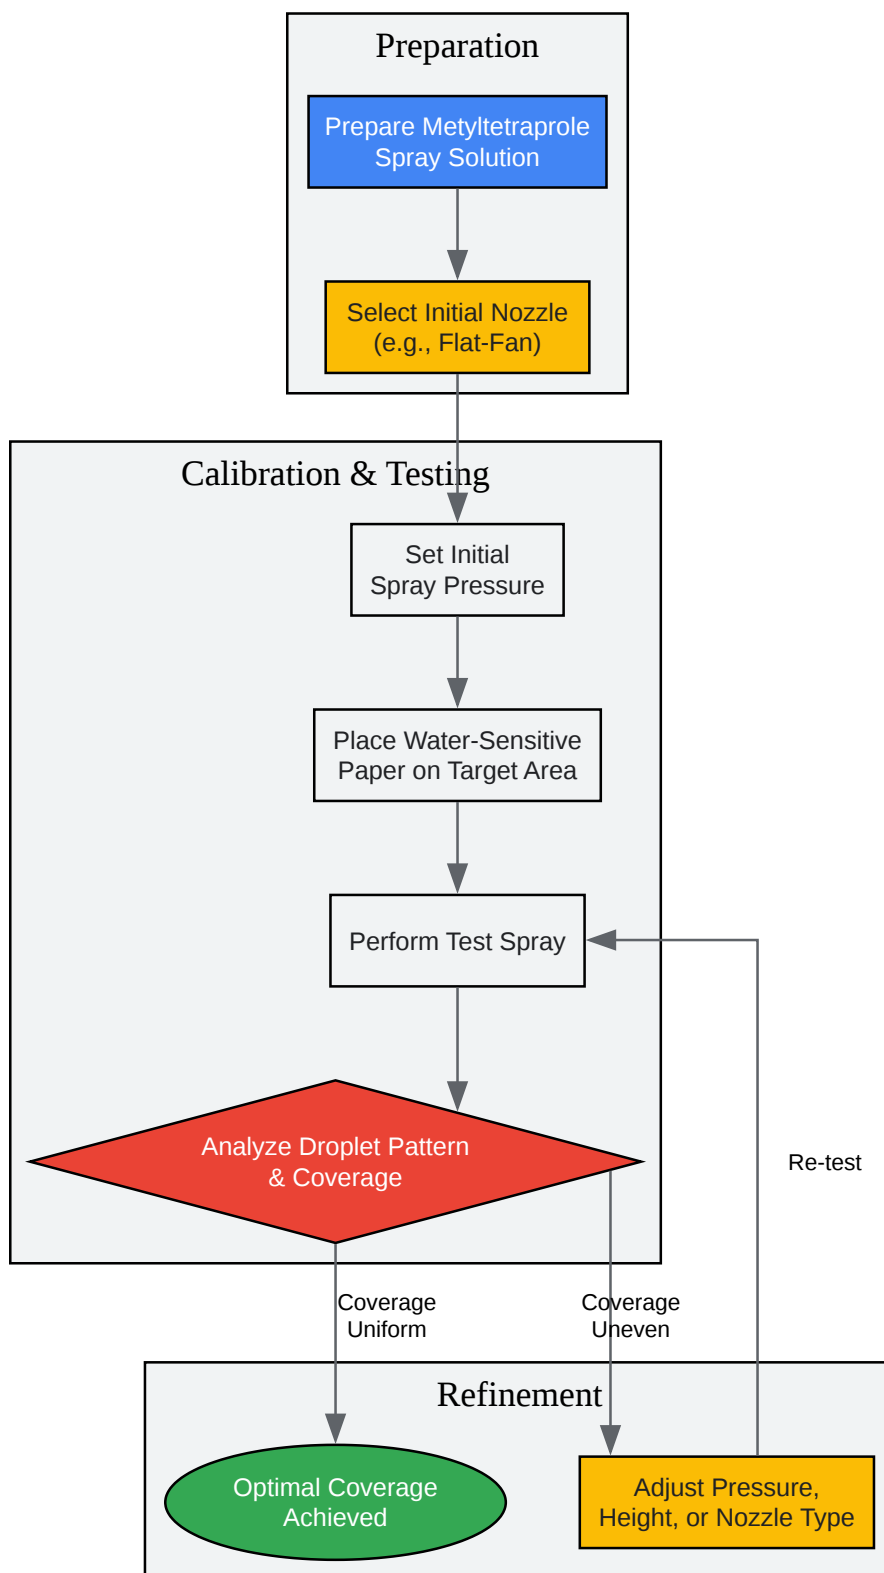 Preparation
Prepare Metyltetraprole
Spray Solution
Select Initial Nozzle
(e.g., Flat-Fan)
Calibration & Testing
Set Initial
Spray Pressure
Place Water-Sensitive
Paper on Target Area
Perform Test Spray
Analyze Droplet Pattern
& Coverage
Re-test
Coverage
Uniform
Coverage
Uneven
Refinement
Optimal Coverage
Achieved
Adjust Pressure,
Height, or Nozzle Type